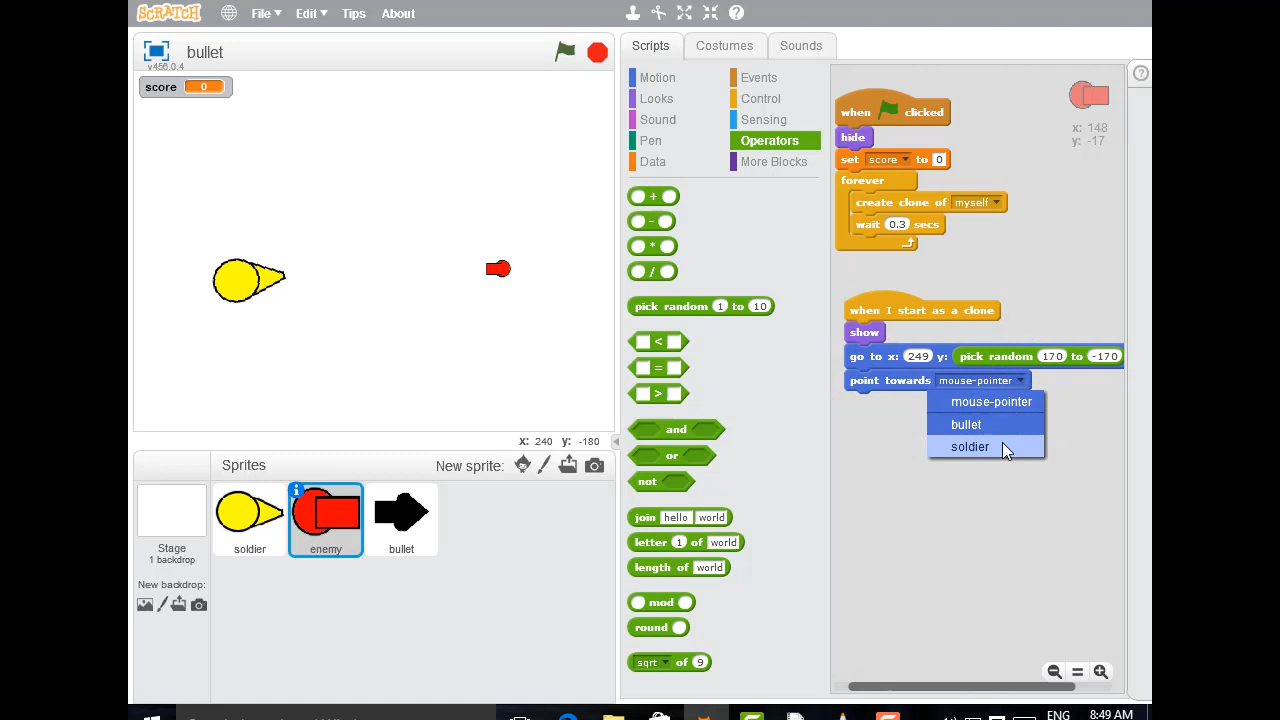 SCRATCH File Edit Tips About
bullet
v456.0.4
score 0
x: 240 y: -180
Sprites New sprite:
Stage
1 backdrop
New backdrop:
soldier
enemy
bullet
Scripts Costumes Sounds
Motion Events
Looks Control
Sound Sensing
Pen Operators
Data More Blocks
+
-
*
/
pick random 1 to 10
<
=
>
and
or
not
join hello world
letter 1 of world
length of world
mod
round
sqrt of 9
x: 148
y: -17
when clicked
hide
set score to 0
forever
create clone of myself
wait 0.3 secs
when I start as a clone
show
go to x: 249 y: pick random 170 to -170
point towards mouse-pointer
mouse-pointer
bullet
soldier
ENG 8:49 AM